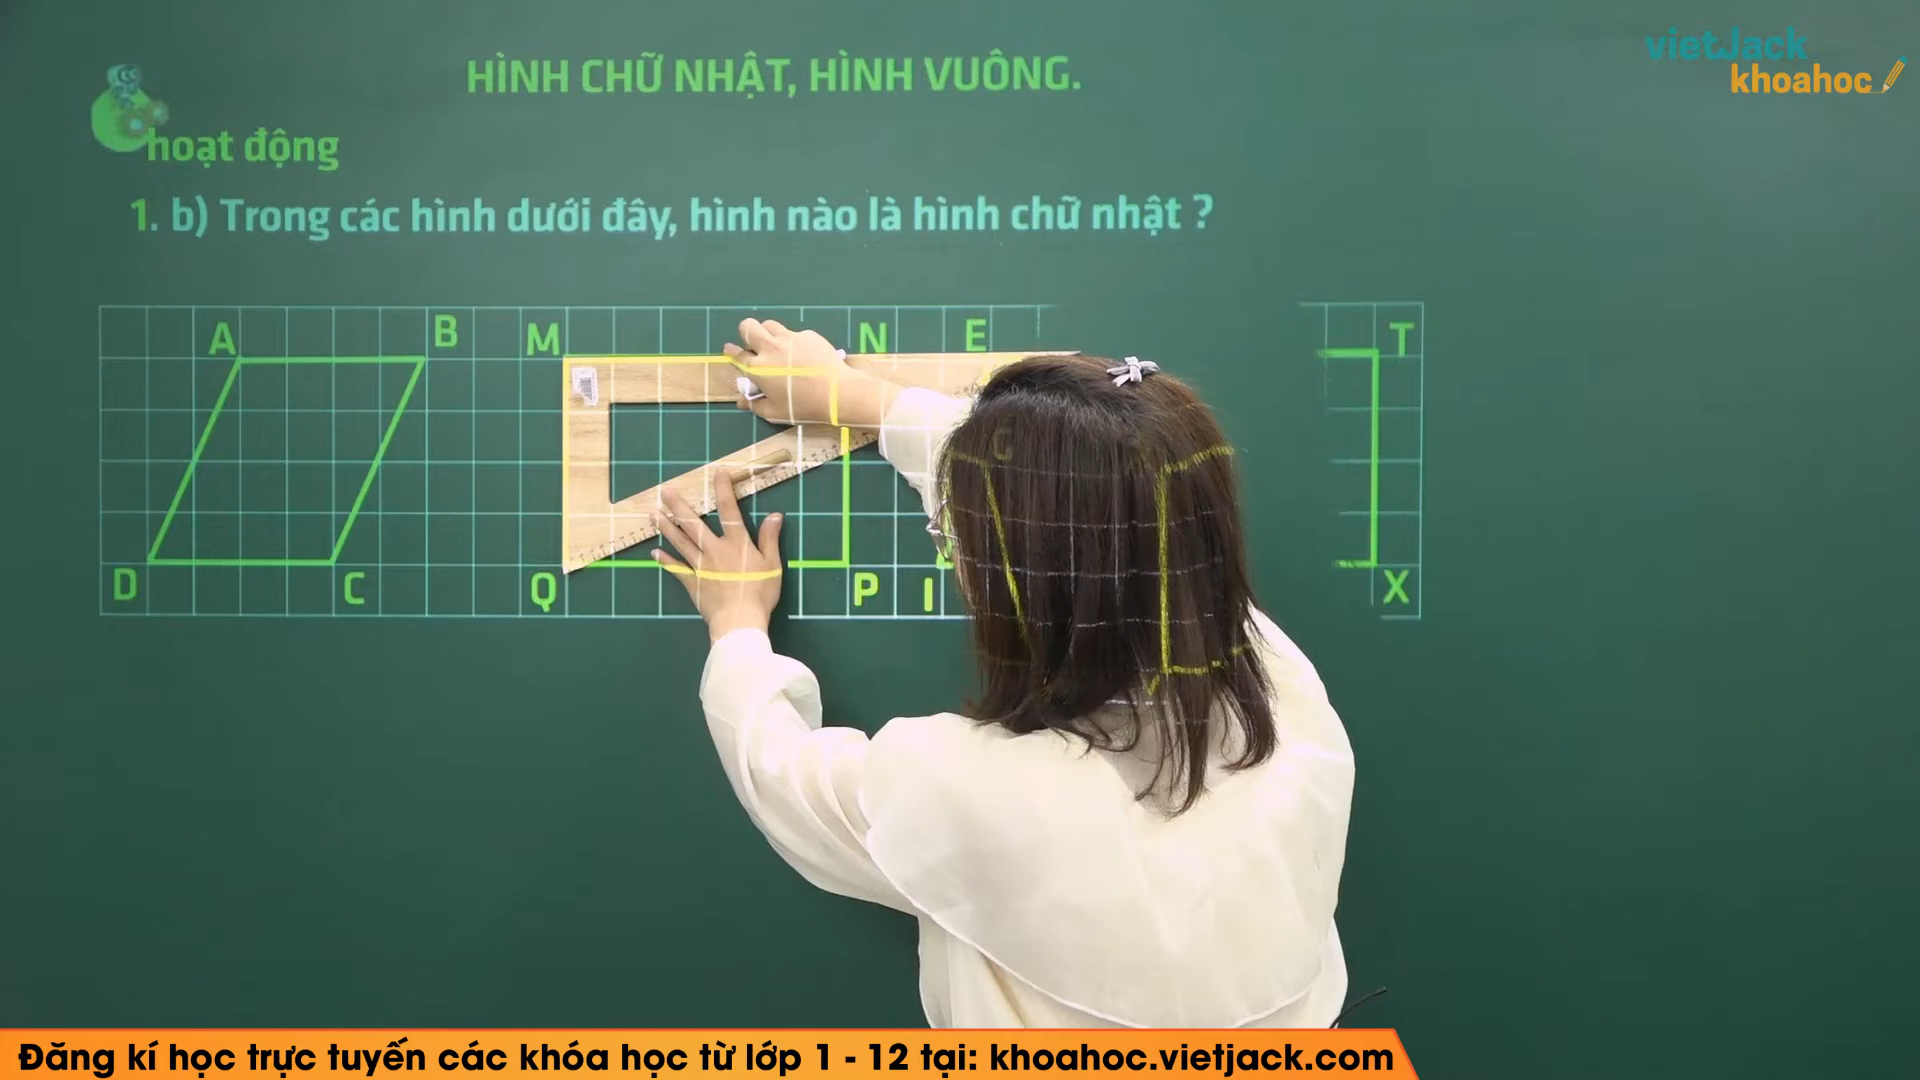 vietJack
khoahoc
HÌNH CHỮ NHẬT, HÌNH VUÔNG.
hoạt động
1. b) Trong các hình dưới đây, hình nào là hình chữ nhật ?
A B M N E T
G
D C Q P I X
Đăng kí học trực tuyến các khóa học từ lớp 1 - 12 tại: khoahoc.vietjack.com